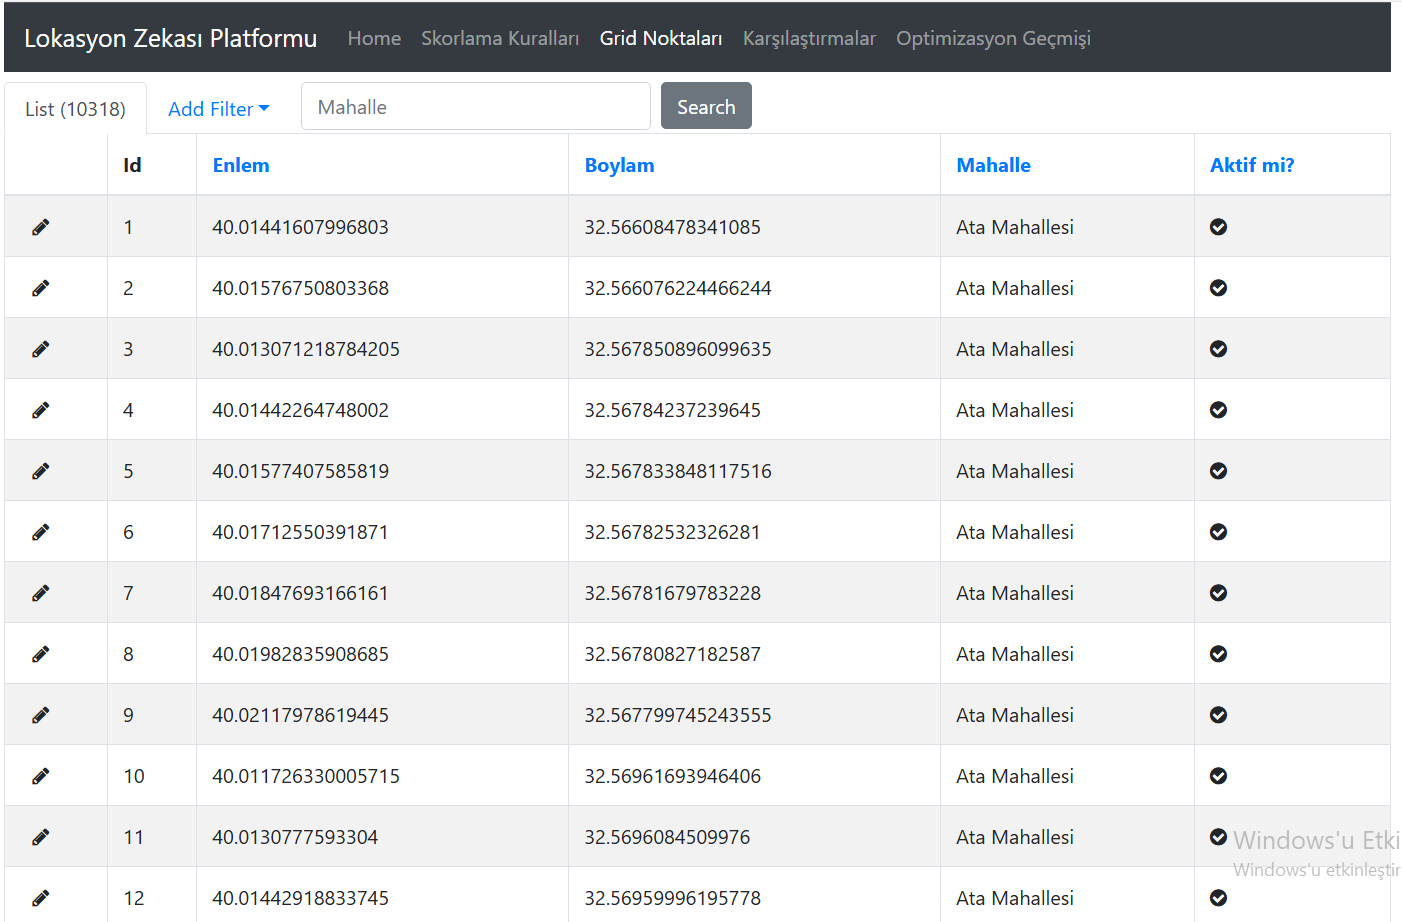 Lokasyon Zekası Platformu Home Skorlama Kuralları Grid Noktaları Karşılaştırmalar Optimizasyon Geçmişi
List (10318) Add Filter Mahalle Search
Id Enlem Boylam Mahalle Aktif mi?
1 40.01441607996803 32.56608478341085 Ata Mahallesi
2 40.01576750803368 32.566076224466244 Ata Mahallesi
3 40.013071218784205 32.567850896099635 Ata Mahallesi
4 40.01442264748002 32.56784237239645 Ata Mahallesi
5 40.01577407585819 32.567833848117516 Ata Mahallesi
6 40.01712550391871 32.56782532326281 Ata Mahallesi
7 40.01847693166161 32.56781679783228 Ata Mahallesi
8 40.01982835908685 32.56780827182587 Ata Mahallesi
9 40.02117978619445 32.567799745243555 Ata Mahallesi
10 40.011726330005715 32.56961693946406 Ata Mahallesi
11 40.0130777593304 32.5696084509976 Ata Mahallesi
12 40.01442918833745 32.56959996195778 Ata Mahallesi
Windows'u Etki
Windows'u etkinleştir